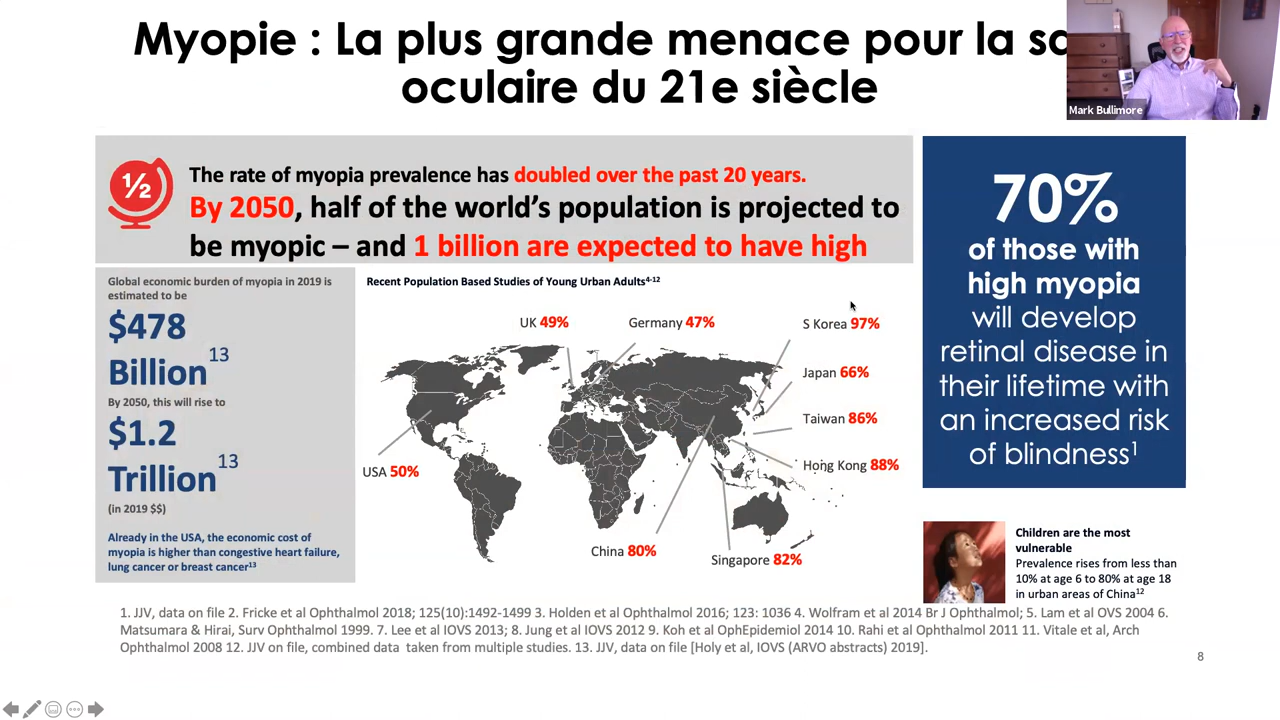 Myopie : La plus grande menace pour la sa
oculaire du 21e siècle
Mark Bullimore
½
The rate of myopia prevalence has doubled over the past 20 years.
By 2050, half of the world’s population is projected to
be myopic – and 1 billion are expected to have high
70%
of those with
high myopia
will develop
retinal disease in
their lifetime with
an increased risk
of blindness1
Global economic burden of myopia in 2019 is
estimated to be
$478
Billion13
By 2050, this will rise to
$1.2
Trillion13
(in 2019 $$)
Already in the USA, the economic cost of
myopia is higher than congestive heart failure,
lung cancer or breast cancer13
Recent Population Based Studies of Young Urban Adults4-12
UK 49%
Germany 47%
S Korea 97%
Japan 66%
Taiwan 86%
Hong Kong 88%
USA 50%
China 80%
Singapore 82%
Children are the most
vulnerable
Prevalence rises from less than
10% at age 6 to 80% at age 18
in urban areas of China12
1. JJV, data on file 2. Fricke et al Ophthalmol 2018; 125(10):1492-1499 3. Holden et al Ophthalmol 2016; 123: 1036 4. Wolfram et al 2014 Br J Ophthalmol; 5. Lam et al OVS 2004 6.
Matsumara & Hirai, Surv Ophthalmol 1999. 7. Lee et al IOVS 2013; 8. Jung et al IOVS 2012 9. Koh et al OphEpidemiol 2014 10. Rahi et al Ophthalmol 2011 11. Vitale et al, Arch
Ophthalmol 2008 12. JJV on file, combined data taken from multiple studies. 13. JJV, data on file [Holy et al, IOVS (ARVO abstracts) 2019].
8